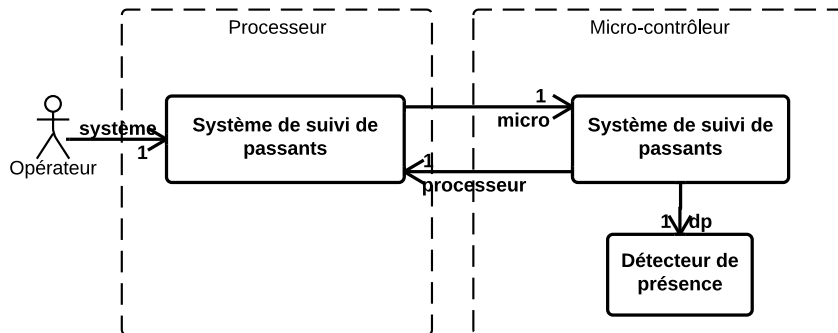 Processeur
Micro-contrôleur
Opérateur
système
1
Système de suivi de
passants
1
micro
1
processeur
Système de suivi de
passants
1 dp
Détecteur de
présence